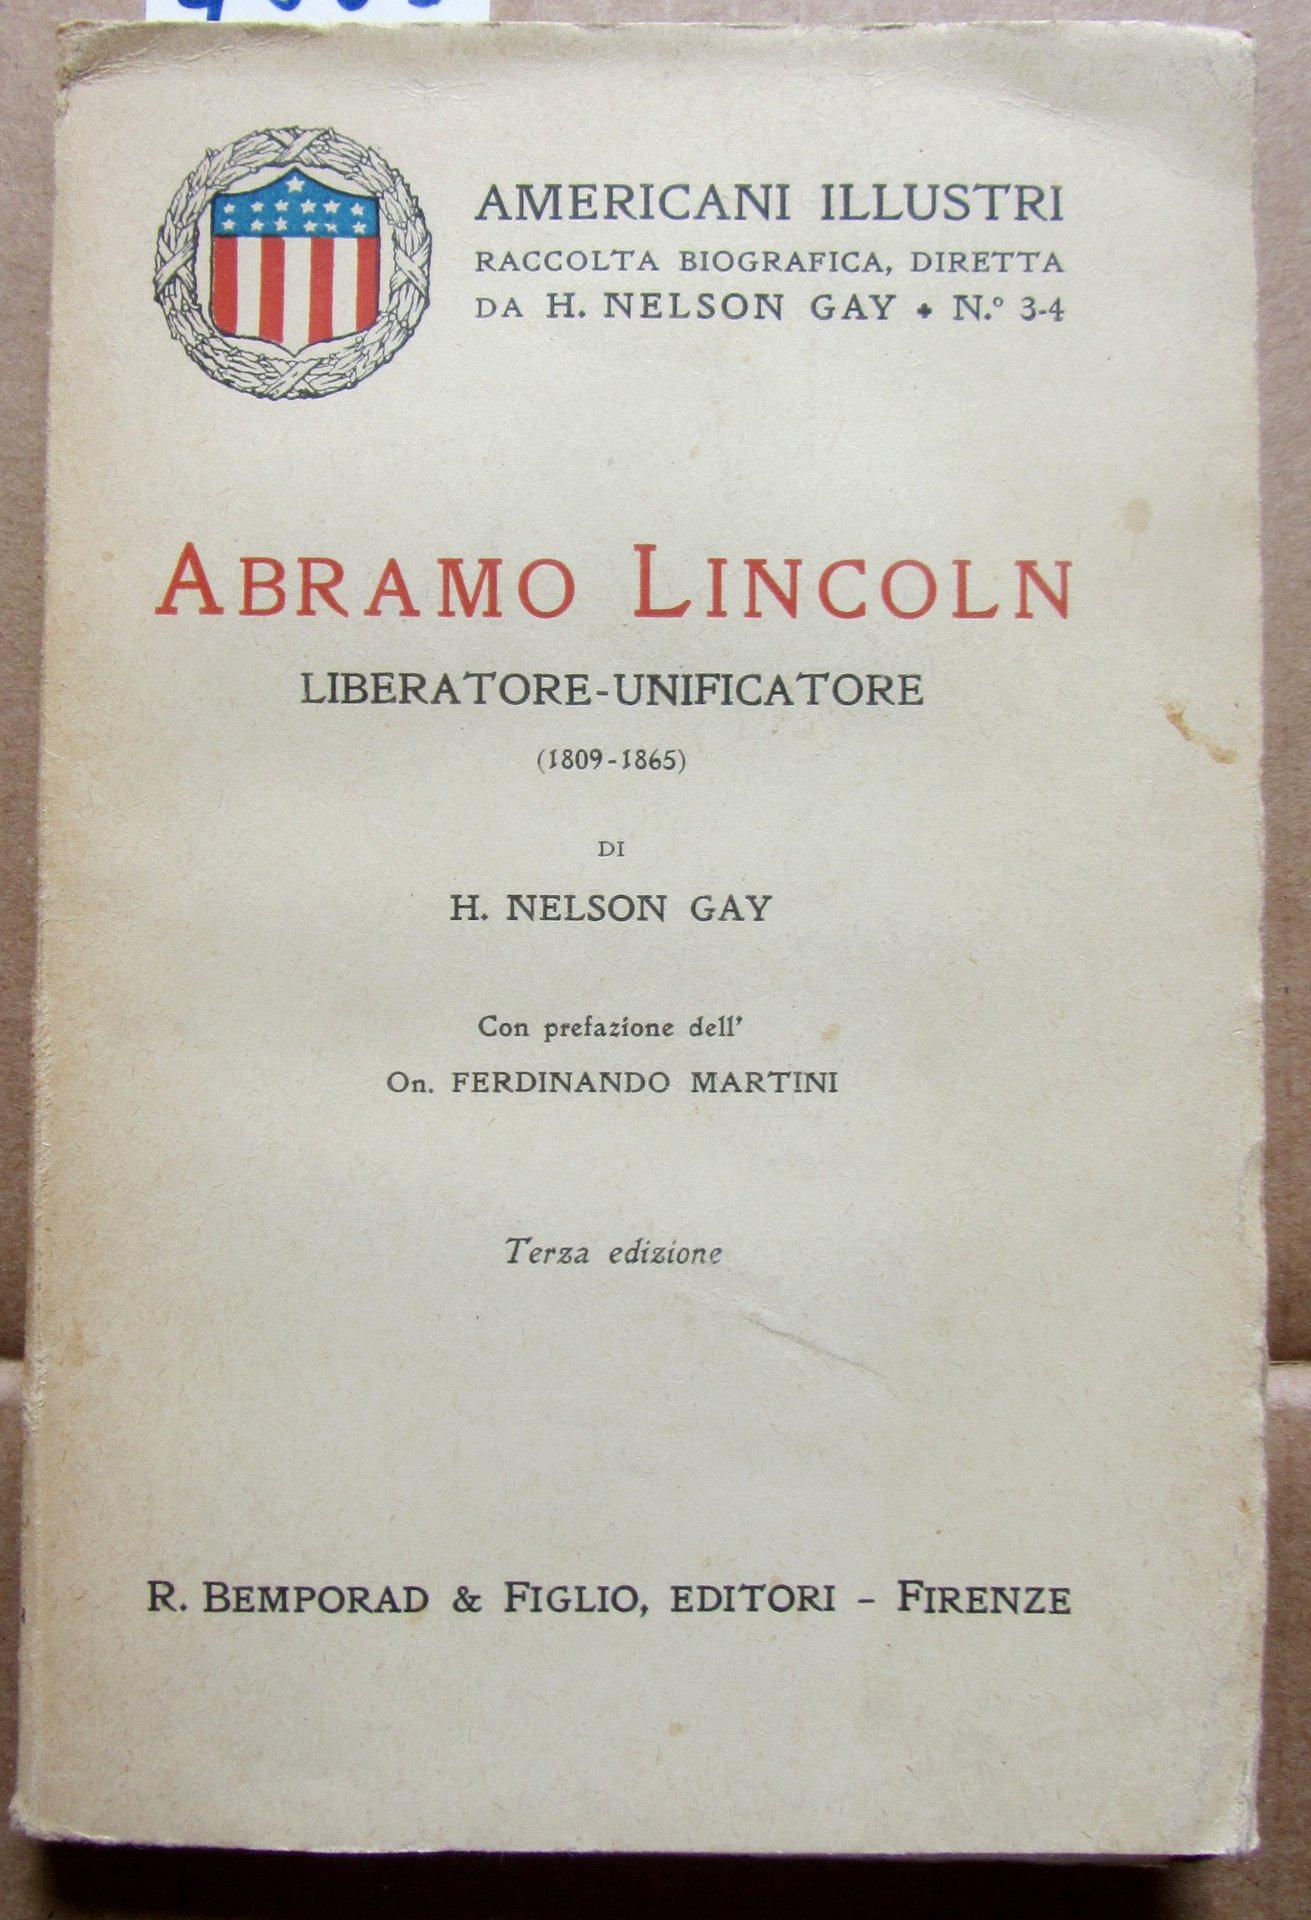 AMERICANI ILLUSTRI
RACCOLTA BIOGRAFICA, DIRETTA
DA H. NELSON GAY ✦ N.º 3-4
ABRAMO LINCOLN
LIBERATORE-UNIFICATORE
(1809-1865)
DI
H. NELSON GAY
Con prefazione dell'
On. FERDINANDO MARTINI
Terza edizione
R. BEMPORAD & FIGLIO, EDITORI - FIRENZE